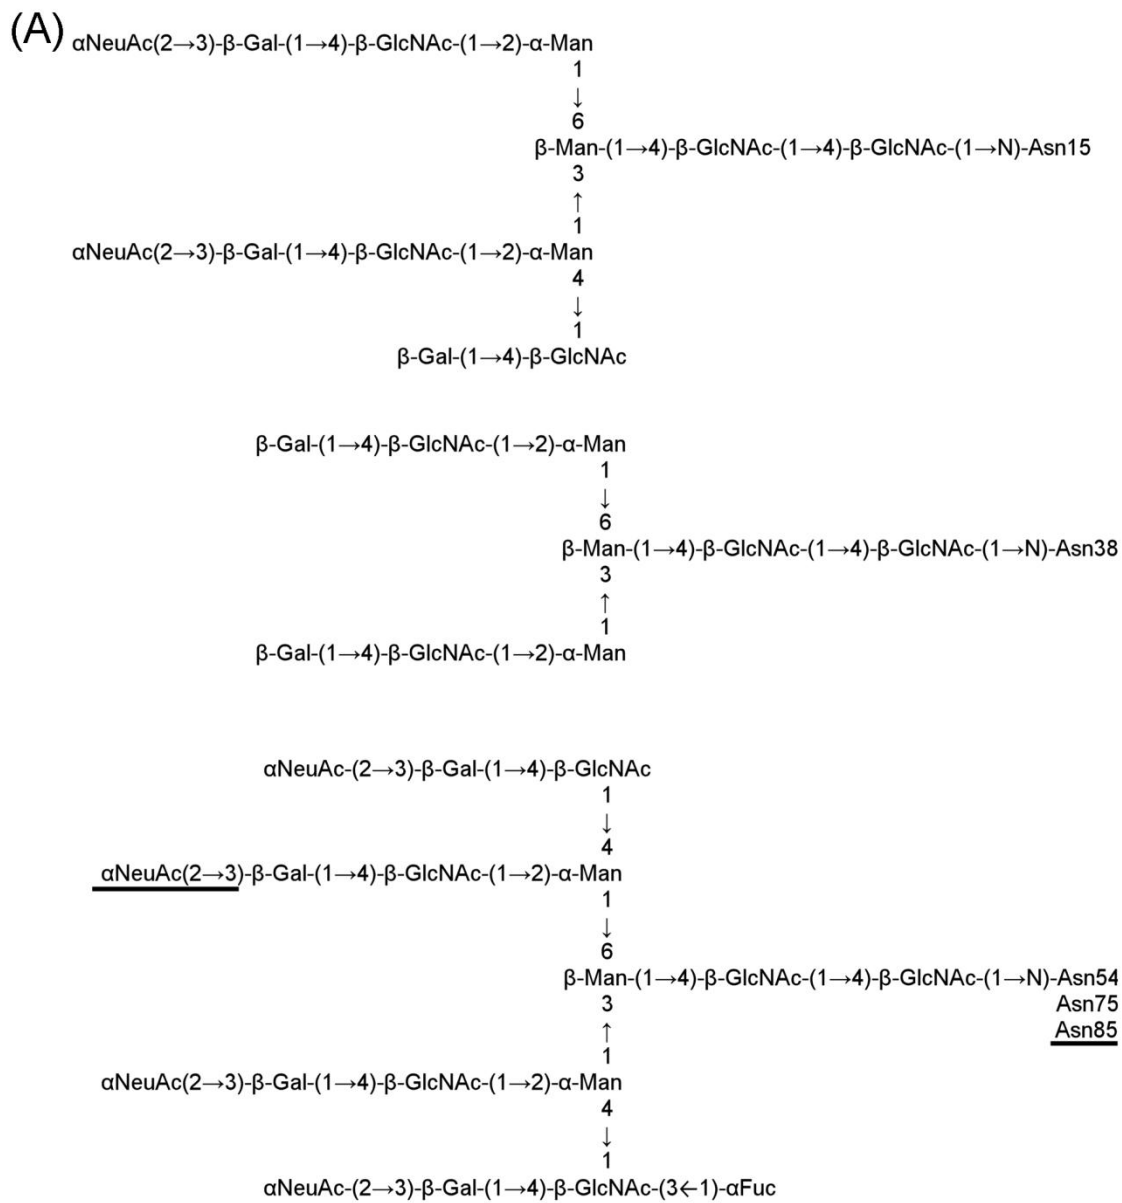 (A)
αNeuAc(2→3)-β-Gal-(1→4)-β-GlcNAc-(1→2)-α-Man
1
↓
6
β-Man-(1→4)-β-GlcNAc-(1→4)-β-GlcNAc-(1→N)-Asn15
3
↑
1
αNeuAc(2→3)-β-Gal-(1→4)-β-GlcNAc-(1→2)-α-Man
4
↓
1
β-Gal-(1→4)-β-GlcNAc
β-Gal-(1→4)-β-GlcNAc-(1→2)-α-Man
1
↓
6
β-Man-(1→4)-β-GlcNAc-(1→4)-β-GlcNAc-(1→N)-Asn38
3
↑
1
β-Gal-(1→4)-β-GlcNAc-(1→2)-α-Man
αNeuAc-(2→3)-β-Gal-(1→4)-β-GlcNAc
1
↓
4
αNeuAc(2→3)-β-Gal-(1→4)-β-GlcNAc-(1→2)-α-Man
1
↓
6
β-Man-(1→4)-β-GlcNAc-(1→4)-β-GlcNAc-(1→N)-Asn54
3
Asn75
↑
Asn85
1
αNeuAc(2→3)-β-Gal-(1→4)-β-GlcNAc-(1→2)-α-Man
4
↓
1
αNeuAc-(2→3)-β-Gal-(1→4)-β-GlcNAc-(3←1)-αFuc